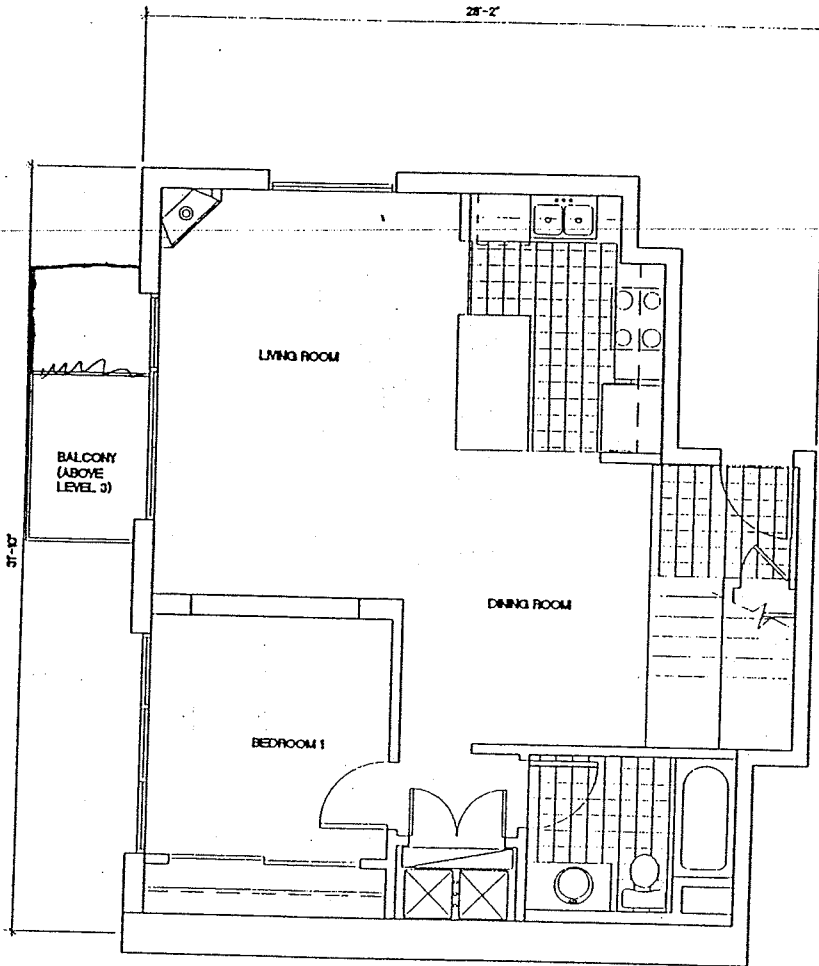 28'-2"
LIVING ROOM
BALCONY
(ABOVE
LEVEL 3)
31'-10"
DINING ROOM
BEDROOM 1